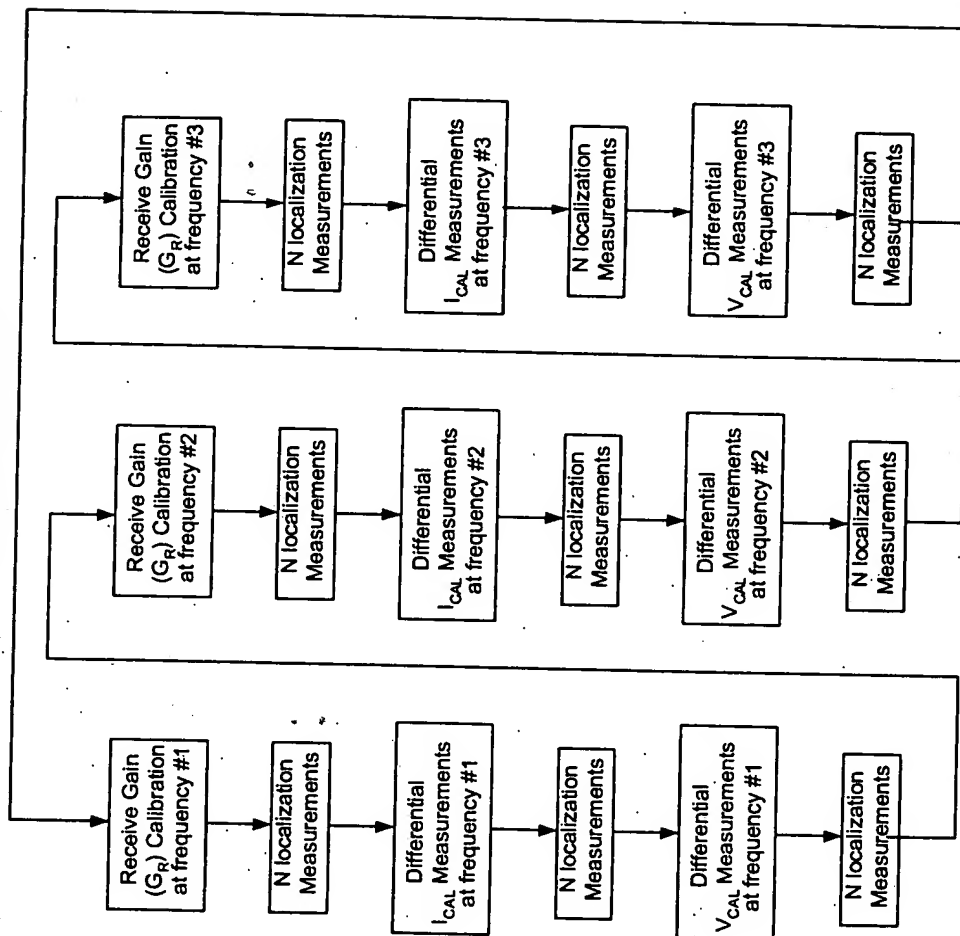 Receive Gain
(G_R) Calibration
at frequency #1
N localization
Measurements
Differential
I_CAL Measurements
at frequency #1
N localization
Measurements
Differential
V_CAL Measurements
at frequency #1
N localization
Measurements
Receive Gain
(G_R) Calibration
at frequency #2
N localization
Measurements
Differential
I_CAL Measurements
at frequency #2
N localization
Measurements
Differential
V_CAL Measurements
at frequency #2
N localization
Measurements
Receive Gain
(G_R) Calibration
at frequency #3
N localization
Measurements
Differential
I_CAL Measurements
at frequency #3
N localization
Measurements
Differential
V_CAL Measurements
at frequency #3
N localization
Measurements